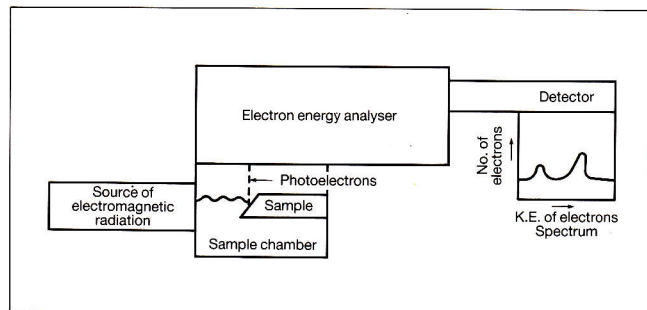 Electron energy analyser
Detector
No. of
electrons
Photoelectrons
Source of
electromagnetic
radiation
Sample
Sample chamber
K.E. of electrons
Spectrum